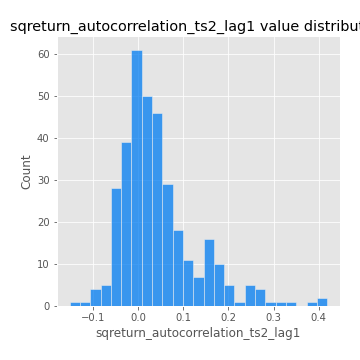 sqreturn_autocorrelation_ts2_lag1 value distribut
60
50
40
30
20
10
0
Count
−0.1 0.0 0.1 0.2 0.3 0.4
sqreturn_autocorrelation_ts2_lag1